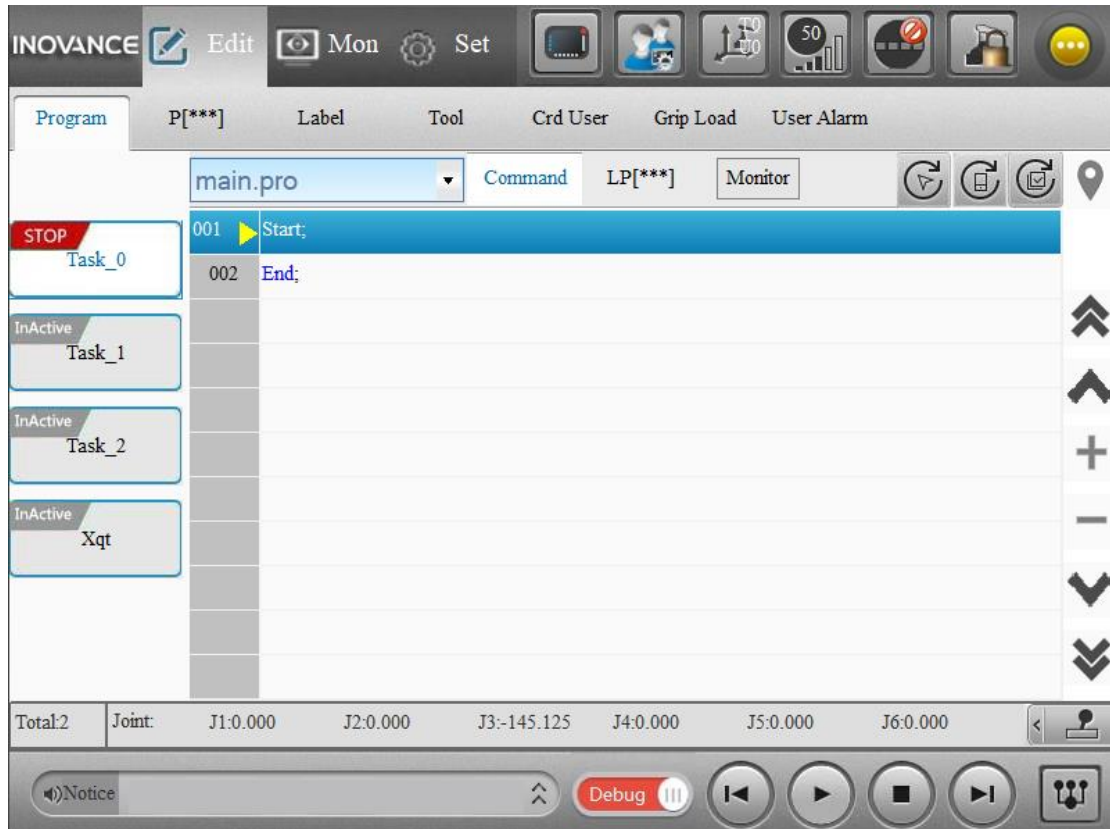 INOVANCE Edit Mon Set T0 U0 50
Program P[***] Label Tool Crd User Grip Load User Alarm
main.pro Command LP[***] Monitor
STOP
Task_0
InActive
Task_1
InActive
Task_2
InActive
Xqt
001 Start;
002 End;
Total:2 Joint: J1:0.000 J2:0.000 J3:-145.125 J4:0.000 J5:0.000 J6:0.000
Notice Debug